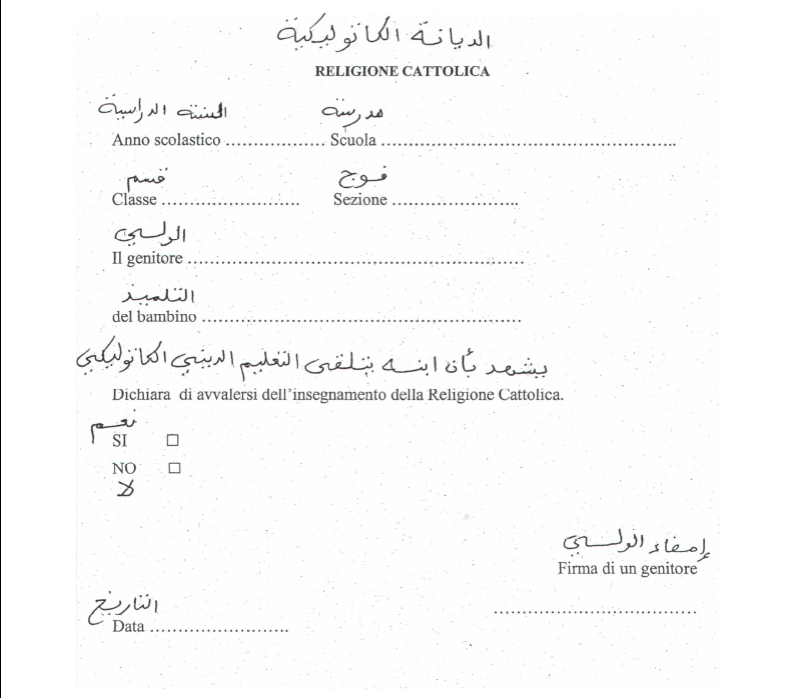 الديانة الكاتوليكية
RELIGIONE CATTOLICA
السنة الدراسية مدرسة
Anno scolastico .................. Scuola .....................................................
قسم فوج
Classe ......................... Sezione .......................
الولي
Il genitore .............................................................
التلميذ
del bambino ..........................................................
يشهد بأن ابنه يتلقى التعليم الديني الكاتوليكي
Dichiara di avvalersi dell'insegnamento della Religione Cattolica.
نعم
SI □
NO □
لا
إمضاء الولي
Firma di un genitore
.....................................
التاريخ
Data .........................